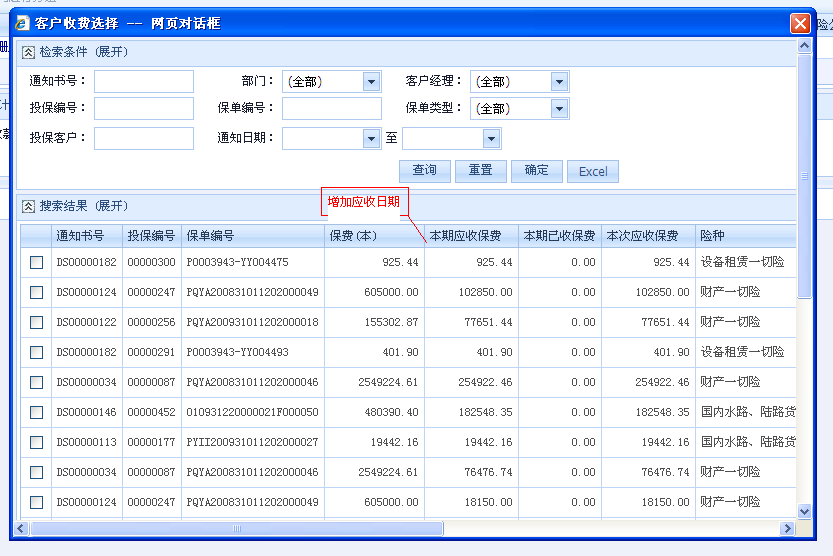 客户收费选择 -- 网页对话框
检索条件 (展开)
通知书号： 部门： (全部) 客户经理： (全部)
投保编号： 保单编号： 保单类型： (全部)
投保客户： 通知日期： 至
查询 重置 确定 Excel
搜索结果 (展开)
增加应收日期
通知书号 投保编号 保单编号 保费(本) 本期应收保费 本期已收保费 本次应收保费 险种
DS00000182 00000300 P0003943-YY004475 925.44 925.44 0.00 925.44 设备租赁一切险
DS00000124 00000247 PQYA200831011202000049 605000.00 102850.00 0.00 102850.00 财产一切险
DS00000122 00000256 PQYA200931011202000018 155302.87 77651.44 0.00 77651.44 财产一切险
DS00000182 00000291 P0003943-YY004493 401.90 401.90 0.00 401.90 设备租赁一切险
DS00000034 00000087 PQYA200831011202000046 2549224.61 254922.46 0.00 254922.46 财产一切险
DS00000146 00000452 010931220000021F000050 480390.40 182548.35 0.00 182548.35 国内水路、陆路货
DS00000113 00000177 PYII200931011202000027 19442.16 19442.16 0.00 19442.16 国内水路、陆路货
DS00000034 00000087 PQYA200831011202000046 2549224.61 76476.74 0.00 76476.74 财产一切险
DS00000124 00000247 PQYA200831011202000049 605000.00 18150.00 0.00 18150.00 财产一切险